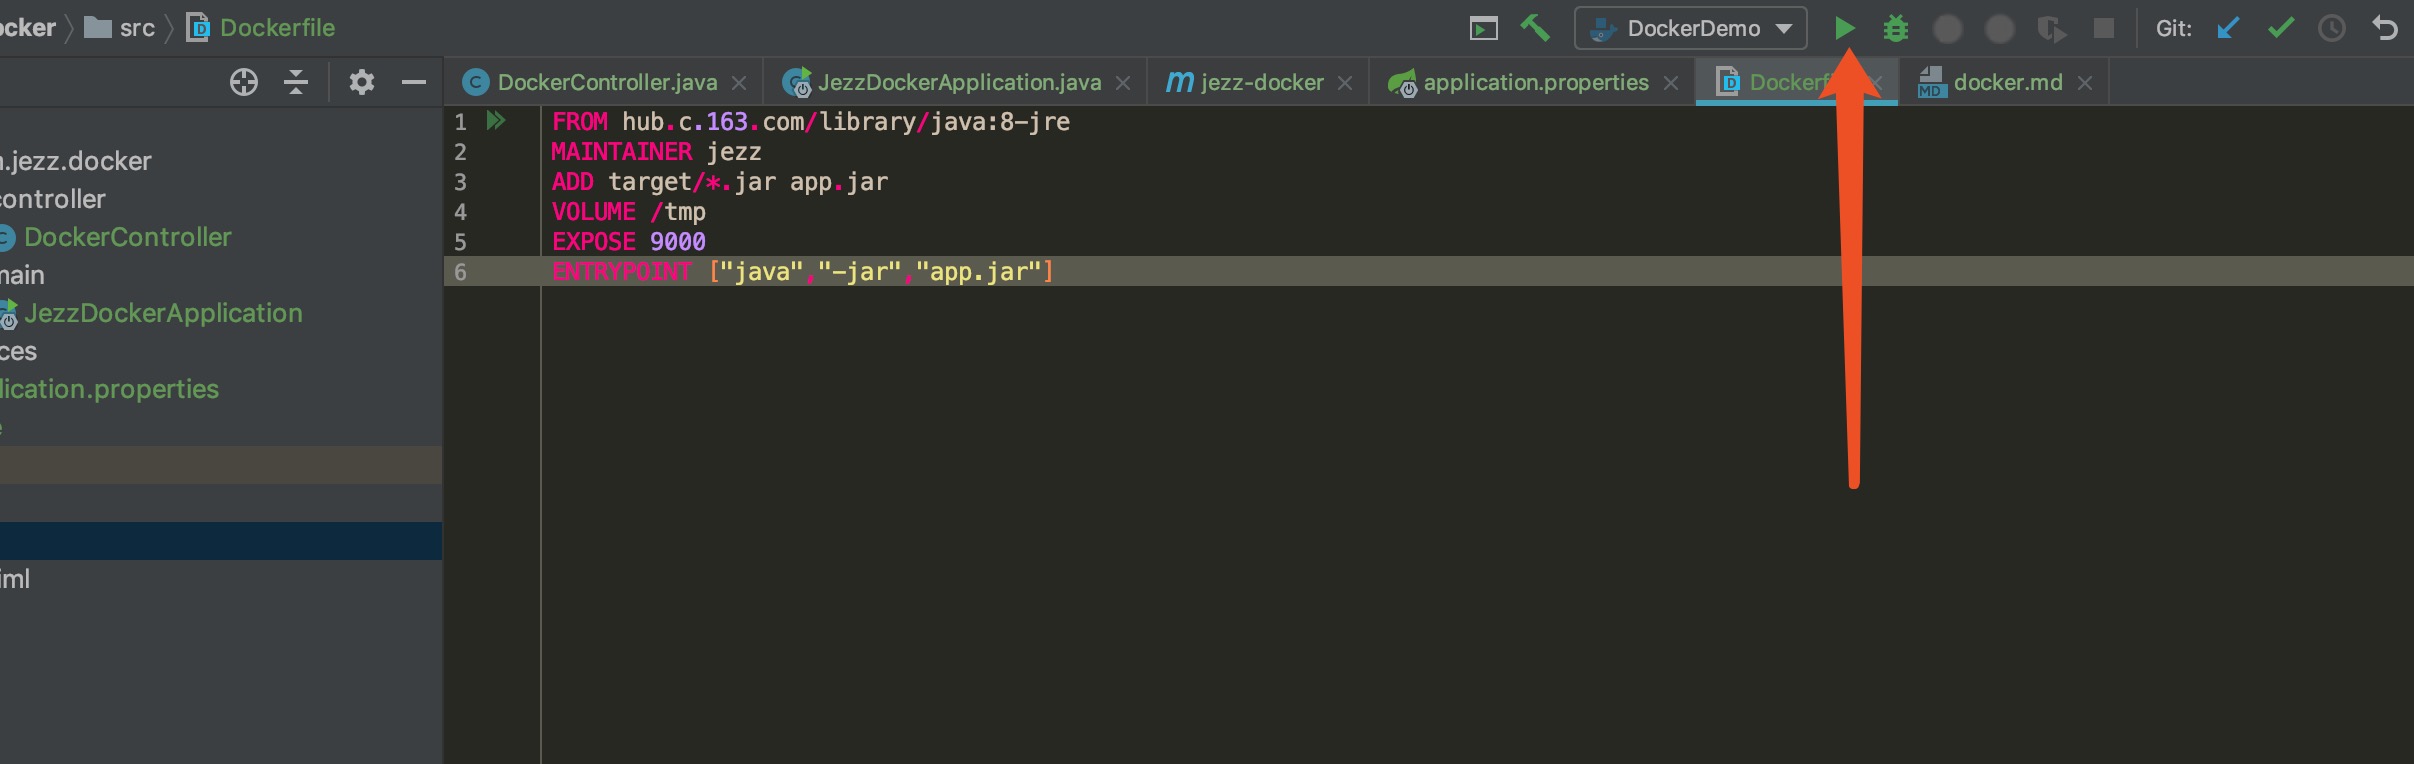 ocker src Dockerfile DockerDemo Git:
DockerController.java JezzDockerApplication.java m jezz-docker application.properties Dockerf docker.md
1 FROM hub.c.163.com/library/java:8-jre
2 MAINTAINER jezz
3 ADD target/*.jar app.jar
4 VOLUME /tmp
5 EXPOSE 9000
6 ENTRYPOINT ["java","-jar","app.jar"]
.jezz.docker
controller
DockerController
main
JezzDockerApplication
ces
lication.properties
e
iml